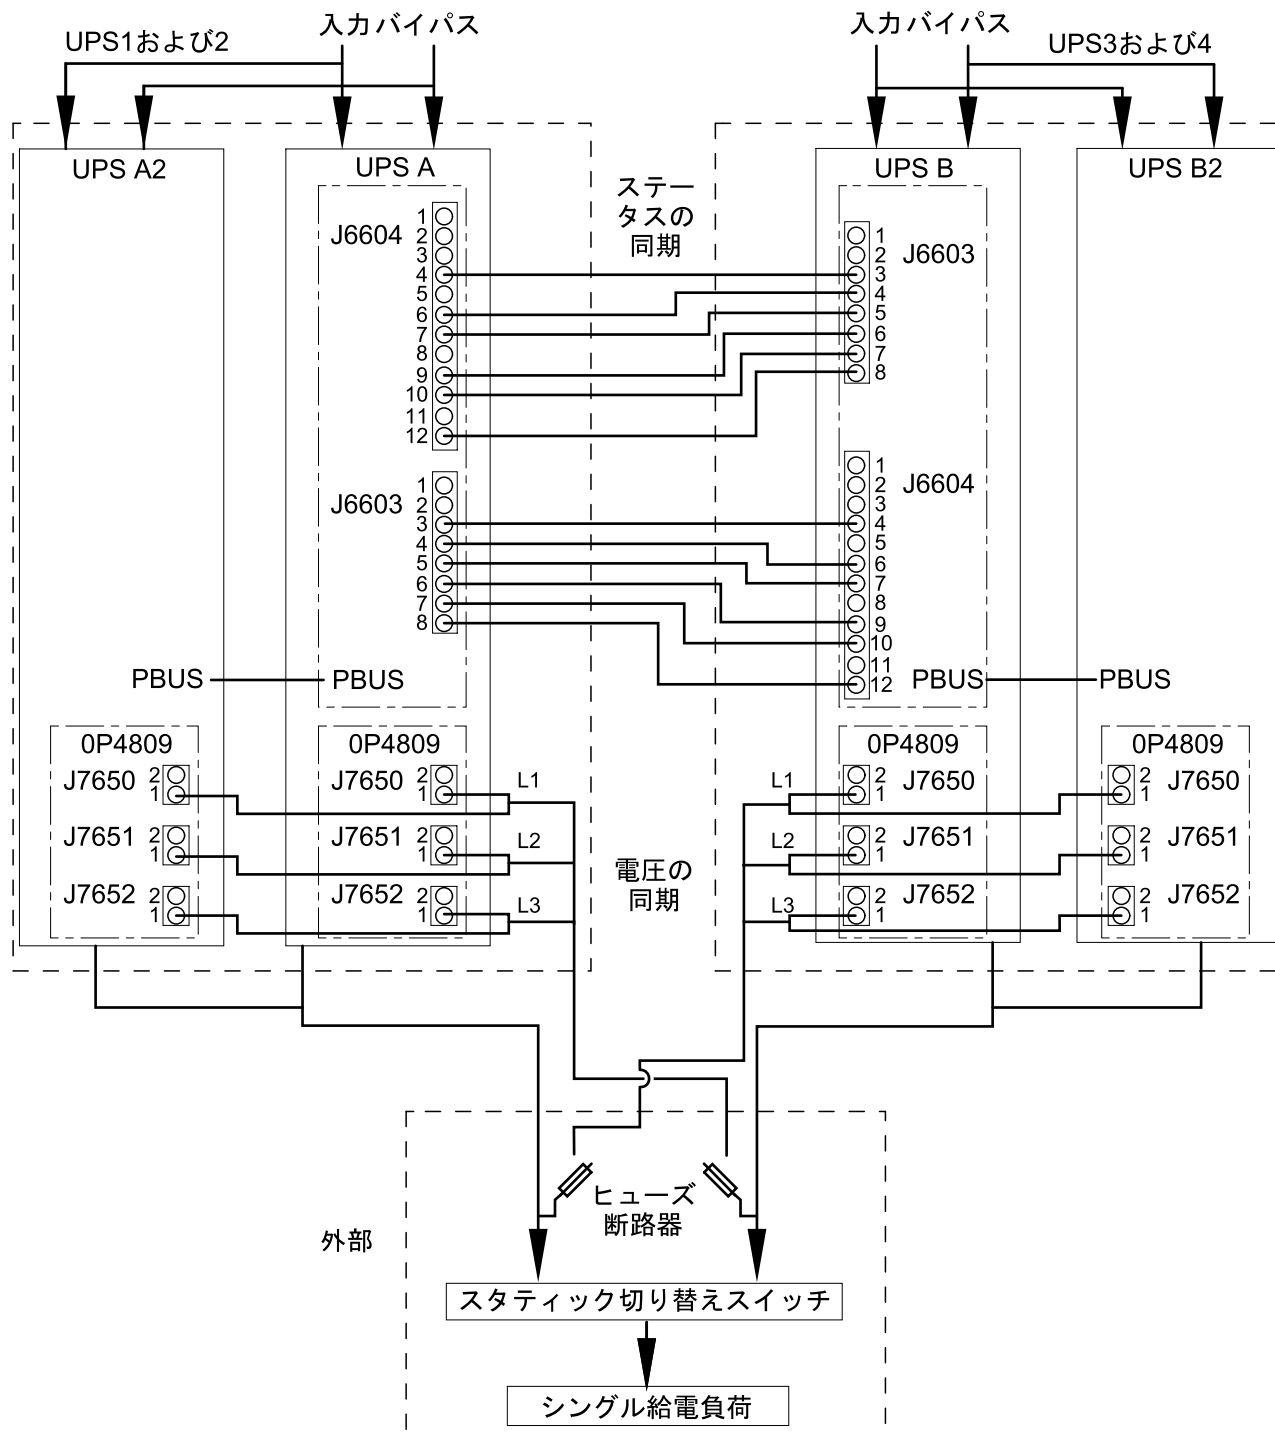 入力バイパス
入力バイパス
UPS1および2
UPS3および4
UPS A2
UPS A
UPS B
UPS B2
ステー
タスの
同期
J6604
1
2
3
4
5
6
7
8
9
10
11
12
J6603
1
2
3
4
5
6
7
8
J6603
1
2
3
4
5
6
7
8
J6604
1
2
3
4
5
6
7
8
9
10
11
12
PBUS
PBUS
PBUS
PBUS
0P4809
J7650 2
1
J7651 2
1
J7652 2
1
0P4809
J7650 2
1
J7651 2
1
J7652 2
1
L1
L2
L3
電圧の
同期
L1
L2
L3
0P4809
2 J7650
1
2 J7651
1
2 J7652
1
0P4809
2 J7650
1
2 J7651
1
2 J7652
1
ヒューズ
断路器
外部
スタティック切り替えスイッチ
シングル給電負荷